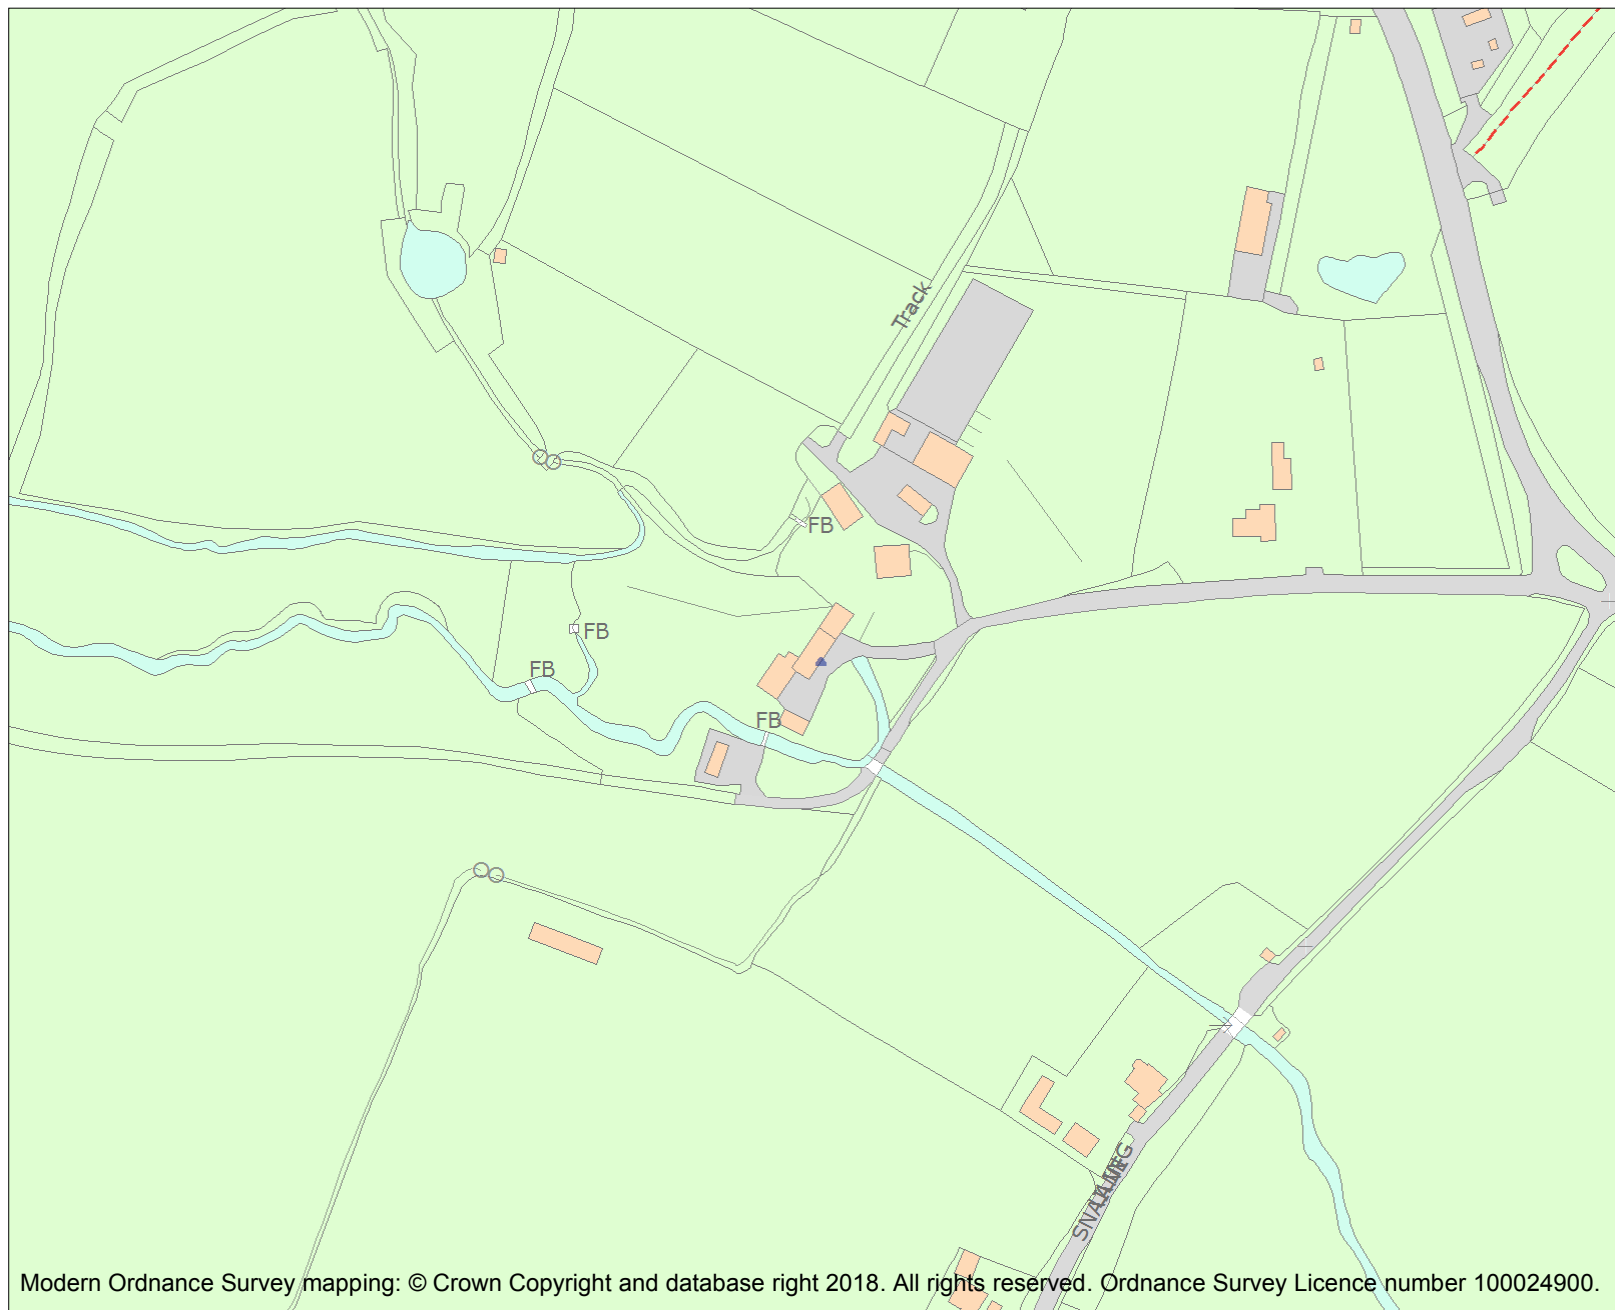 Track
FB
FB
FB
FB
Modern Ordnance Survey mapping: © Crown Copyright and database right 2018. All rights reserved. Ordnance Survey Licence number 100024900.